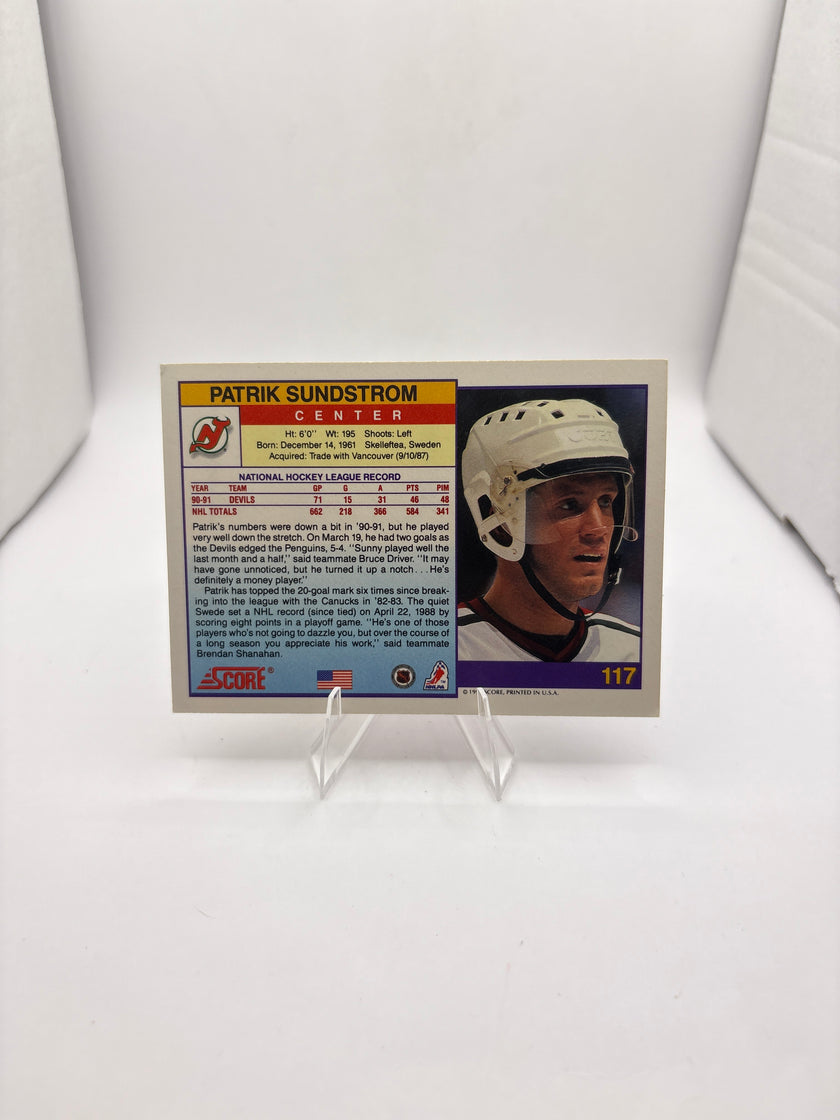 PATRIK SUNDSTROM
CENTER
Ht: 6'0'' Wt: 195 Shoots: Left
Born: December 14, 1961 Skelleftea, Sweden
Acquired: Trade with Vancouver (9/10/87)
NATIONAL HOCKEY LEAGUE RECORD
YEAR TEAM GP G A PTS PIM
90-91 DEVILS 71 15 31 46 48
NHL TOTALS 662 218 366 584 341
Patrik's numbers were down a bit in '90-91, but he played
very well down the stretch. On March 19, he had two goals as
the Devils edged the Penguins, 5-4. "Sunny played well the
last month and a half," said teammate Bruce Driver. "It may
have gone unnoticed, but he turned it up a notch . . . He's
definitely a money player."
Patrik has topped the 20-goal mark six times since break-
ing into the league with the Canucks in '82-83. The quiet
Swede set a NHL record (since tied) on April 22, 1988 by
scoring eight points in a playoff game. "He's one of those
players who's not going to dazzle you, but over the course of
a long season you appreciate his work," said teammate
Brendan Shanahan.
SCORE®
NHLPA
TM
117
© 19 SCORE, PRINTED IN U.S.A.